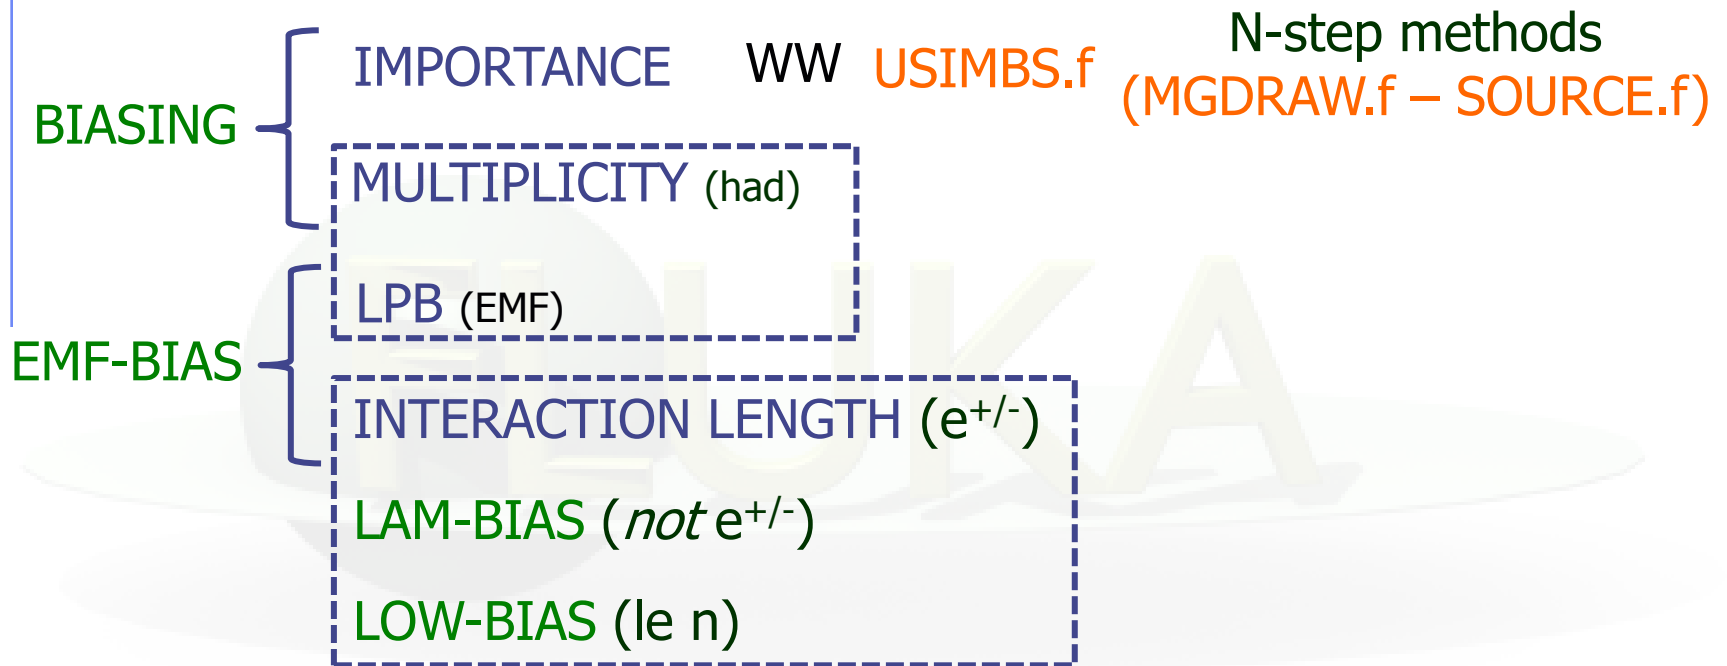 N-step methods
IMPORTANCE WW USIMBS.f (MGDRAW.f – SOURCE.f)
BIASING
MULTIPLICITY (had)
LPB (EMF)
EMF-BIAS
INTERACTION LENGTH (e+/-)
LAM-BIAS (not e+/-)
LOW-BIAS (le n)
FLUKA